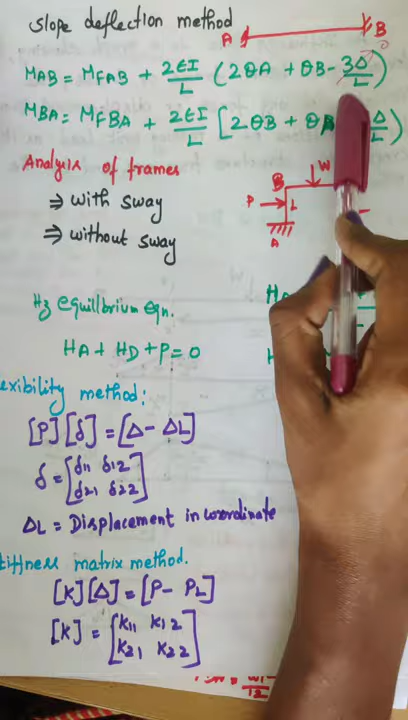 slope deflection method
A B
MAB = MFAB + 2EI/L (2θA + θB - 3Δ/L)
MBA = MFBA + 2EI/L [2θB + θA Δ/L)
Analysis of frames
⇒ with sway
⇒ without sway
B W
P L
A
Hz equilbrium eqn.
HA + HD + P = 0
exibility method:
[P][δ] = [Δ - ΔL]
δ = [δ11 δ12
δ21 δ22]
ΔL = Displacement in coordinate
tiffness matrix method.
[K][Δ] = [P - PL]
[K] = [K11 K12
K21 K22]